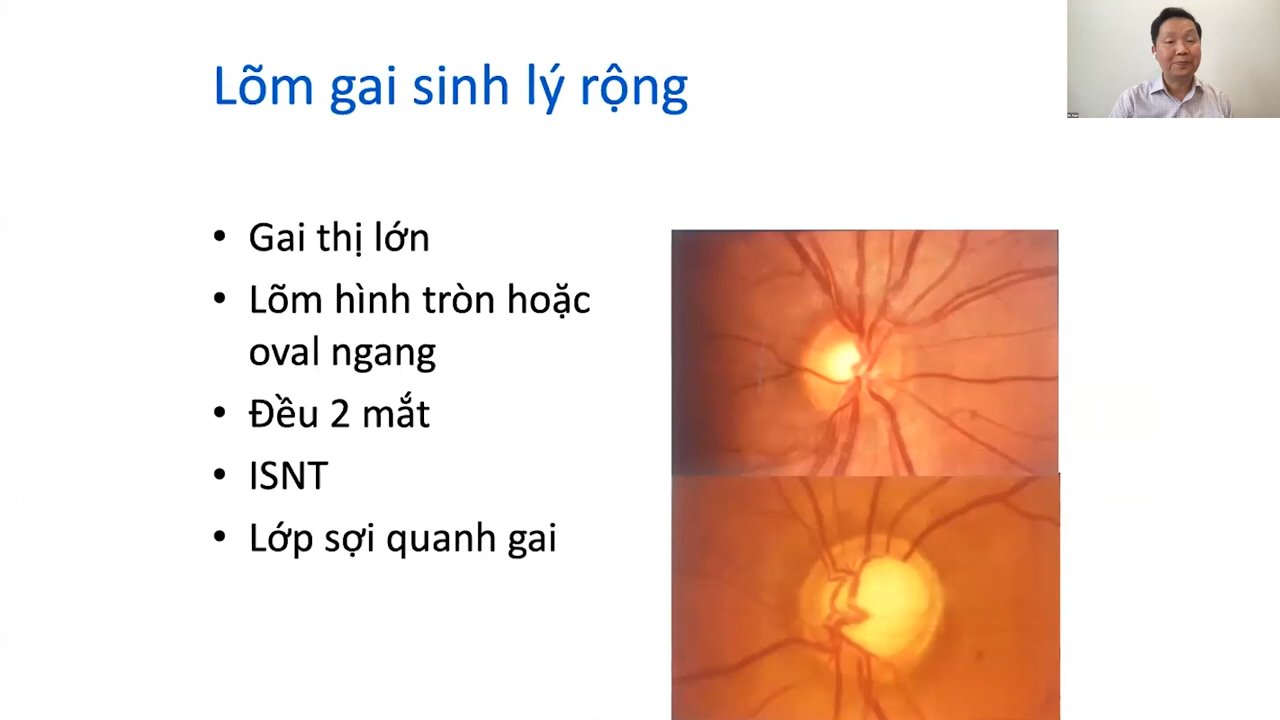 Lõm gai sinh lý rộng
• Gai thị lớn
• Lõm hình tròn hoặc
oval ngang
• Đều 2 mắt
• ISNT
• Lớp sợi quanh gai